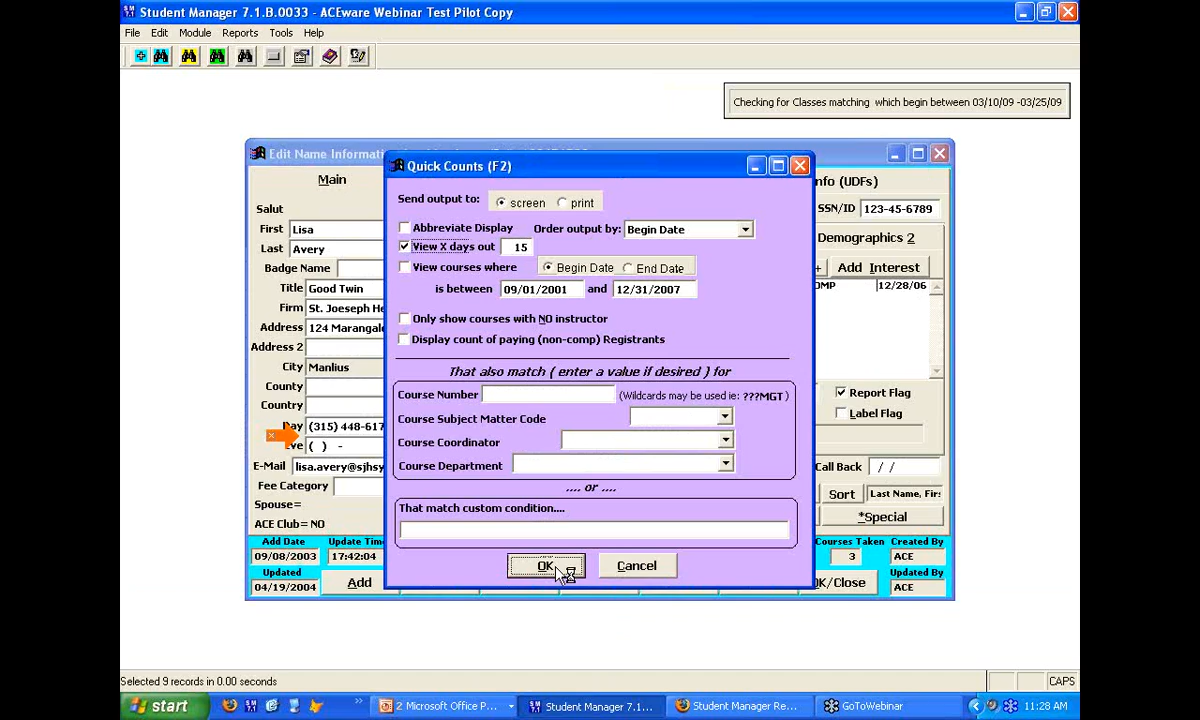 Student Manager 7.1.B.0033 - ACEware Webinar Test Pilot Copy
File Edit Module Reports Tools Help
Checking for Classes matching which begin between 03/10/09 -03/25/09
Edit Name Informati
Quick Counts (F2)
Main
nfo (UDFs)
Send output to: screen print
Salut
SSN/ID 123-45-6789
First Lisa
Abbreviate Display Order output by: Begin Date
Last Avery
View X days out 15
Demographics 2
Badge Name
View courses where Begin Date End Date
Add Interest
Title Good Twin
is between 09/01/2001 and 12/31/2007
OMP 12/28/06
Firm St. Joeseph He
Only show courses with NO instructor
Address 124 Marangale
Display count of paying (non-comp) Registrants
Address 2
City Manlius
That also match ( enter a value if desired ) for
County
Course Number (Wildcards may be used ie: ???MGT )
Report Flag
Country
Course Subject Matter Code
Label Flag
Day (315) 448-617
Course Coordinator
Eve ( ) -
E-Mail lisa.avery@sjhsy
Course Department
Call Back / /
Fee Category
.... or ....
Sort Last Name, Fir:
Spouse=
That match custom condition....
*Special
ACE Club= NO
Add Date Update Time
Courses Taken Created By
09/08/2003 17:42:04
3 ACE
OK Cancel
Updated
Updated By
04/19/2004 Add
OK/Close ACE
Selected 9 records in 0.00 seconds
CAPS
start
2 Microsoft Office P...
Student Manager 7.1...
Student Manager Re...
GoToWebinar
11:28 AM